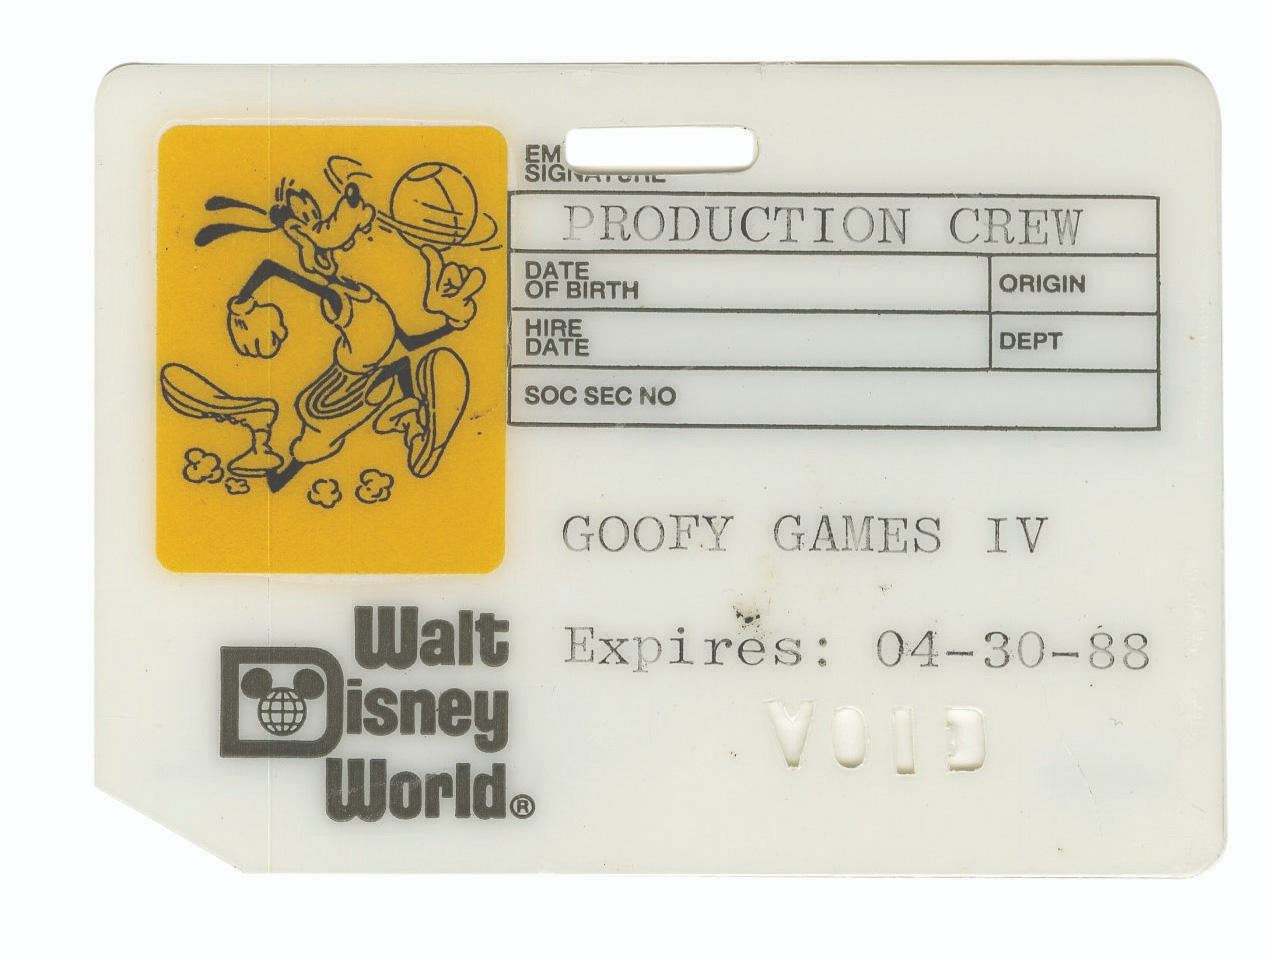 EM
SIGNATURE
PRODUCTION CREW
DATE
OF BIRTH
ORIGIN
HIRE
DATE
DEPT
SOC SEC NO
GOOFY GAMES IV
Expires: 04-30-88
VOID
Walt
Disney
World®